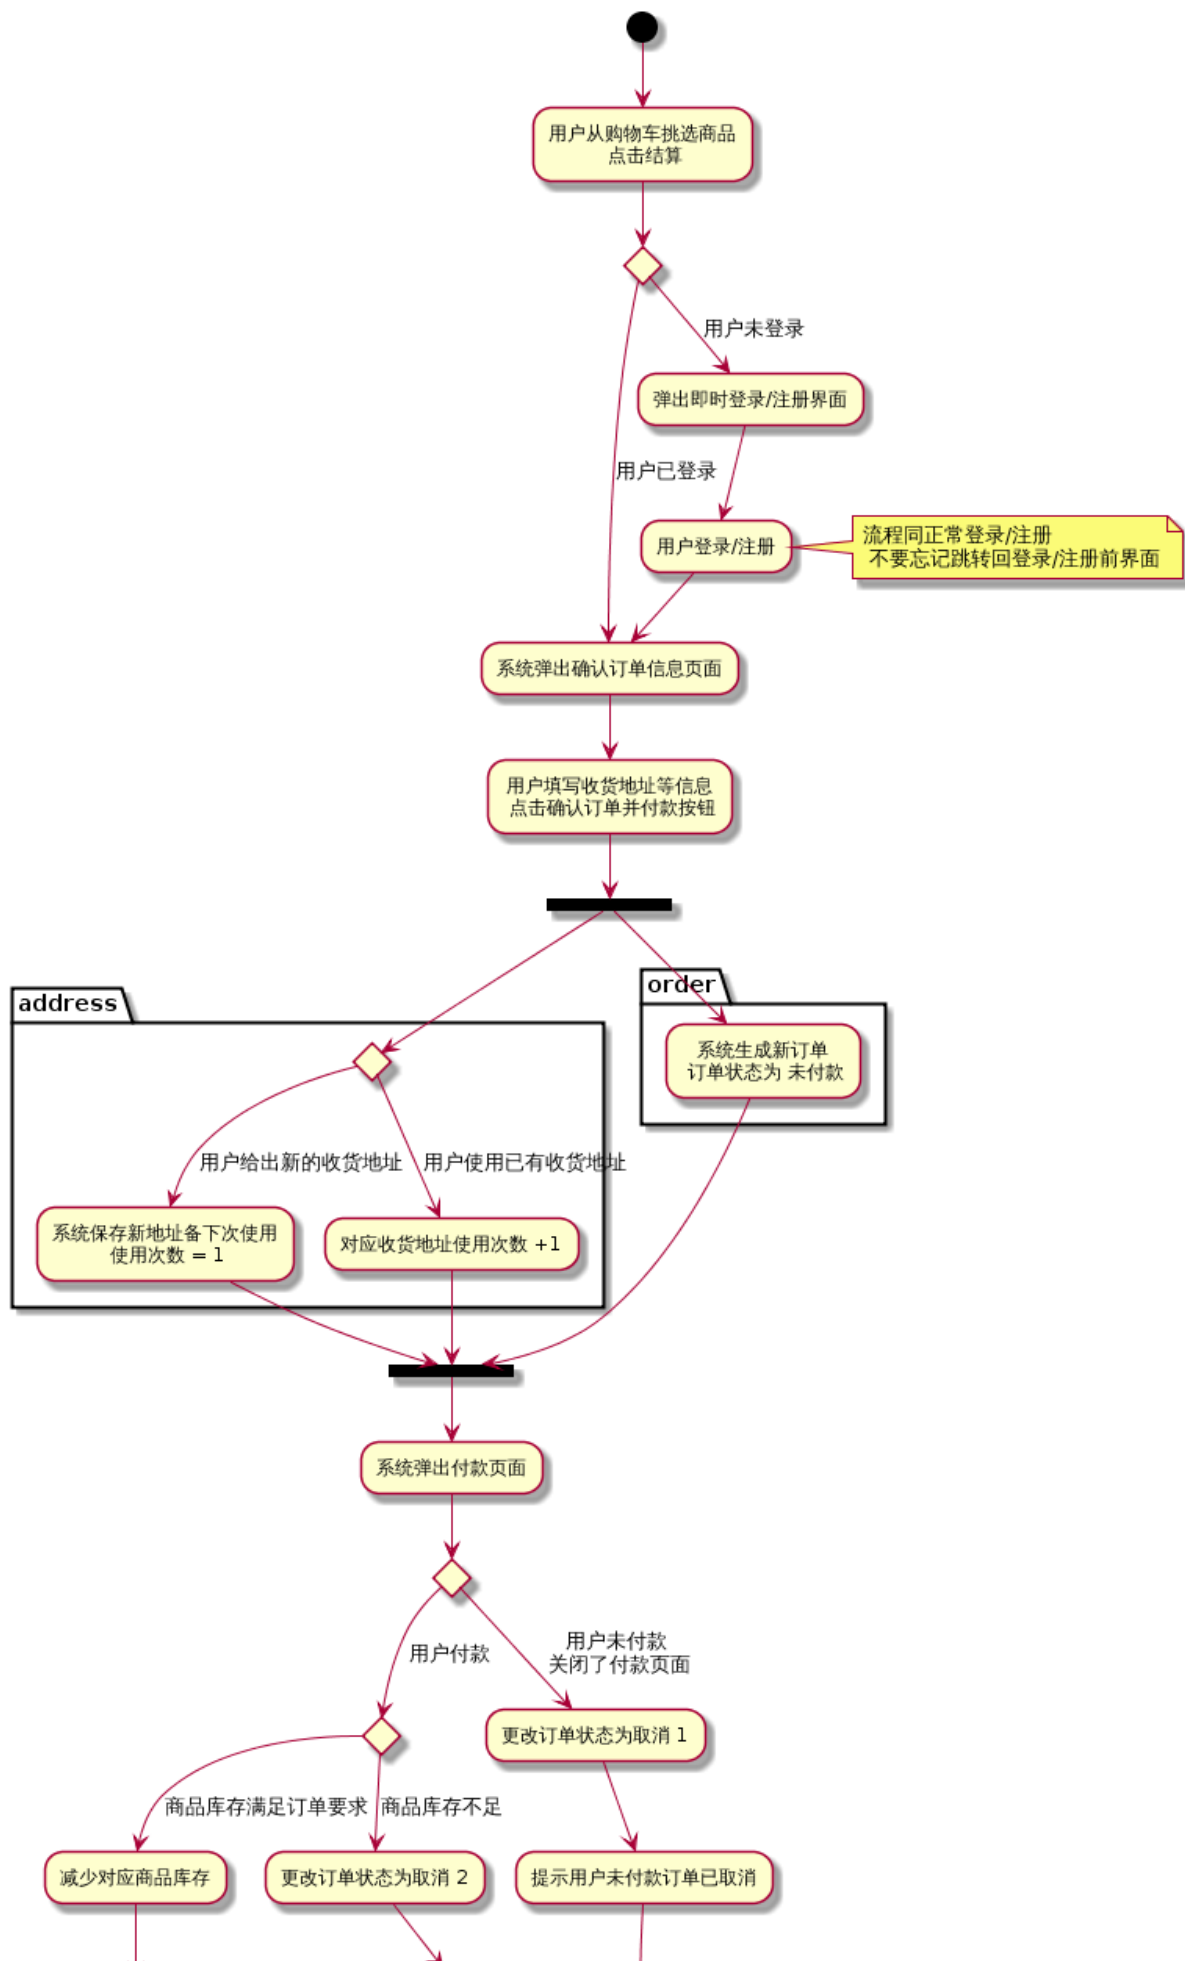 用户从购物车挑选商品
点击结算
用户未登录
弹出即时登录/注册界面
用户已登录
用户登录/注册
流程同正常登录/注册
不要忘记跳转回登录/注册前界面
系统弹出确认订单信息页面
用户填写收货地址等信息
点击确认订单并付款按钮
address
order
系统生成新订单
订单状态为 未付款
用户给出新的收货地址
用户使用已有收货地址
系统保存新地址备下次使用
使用次数 = 1
对应收货地址使用次数 +1
系统弹出付款页面
用户付款
用户未付款
关闭了付款页面
更改订单状态为取消 1
商品库存满足订单要求
商品库存不足
减少对应商品库存
更改订单状态为取消 2
提示用户未付款订单已取消